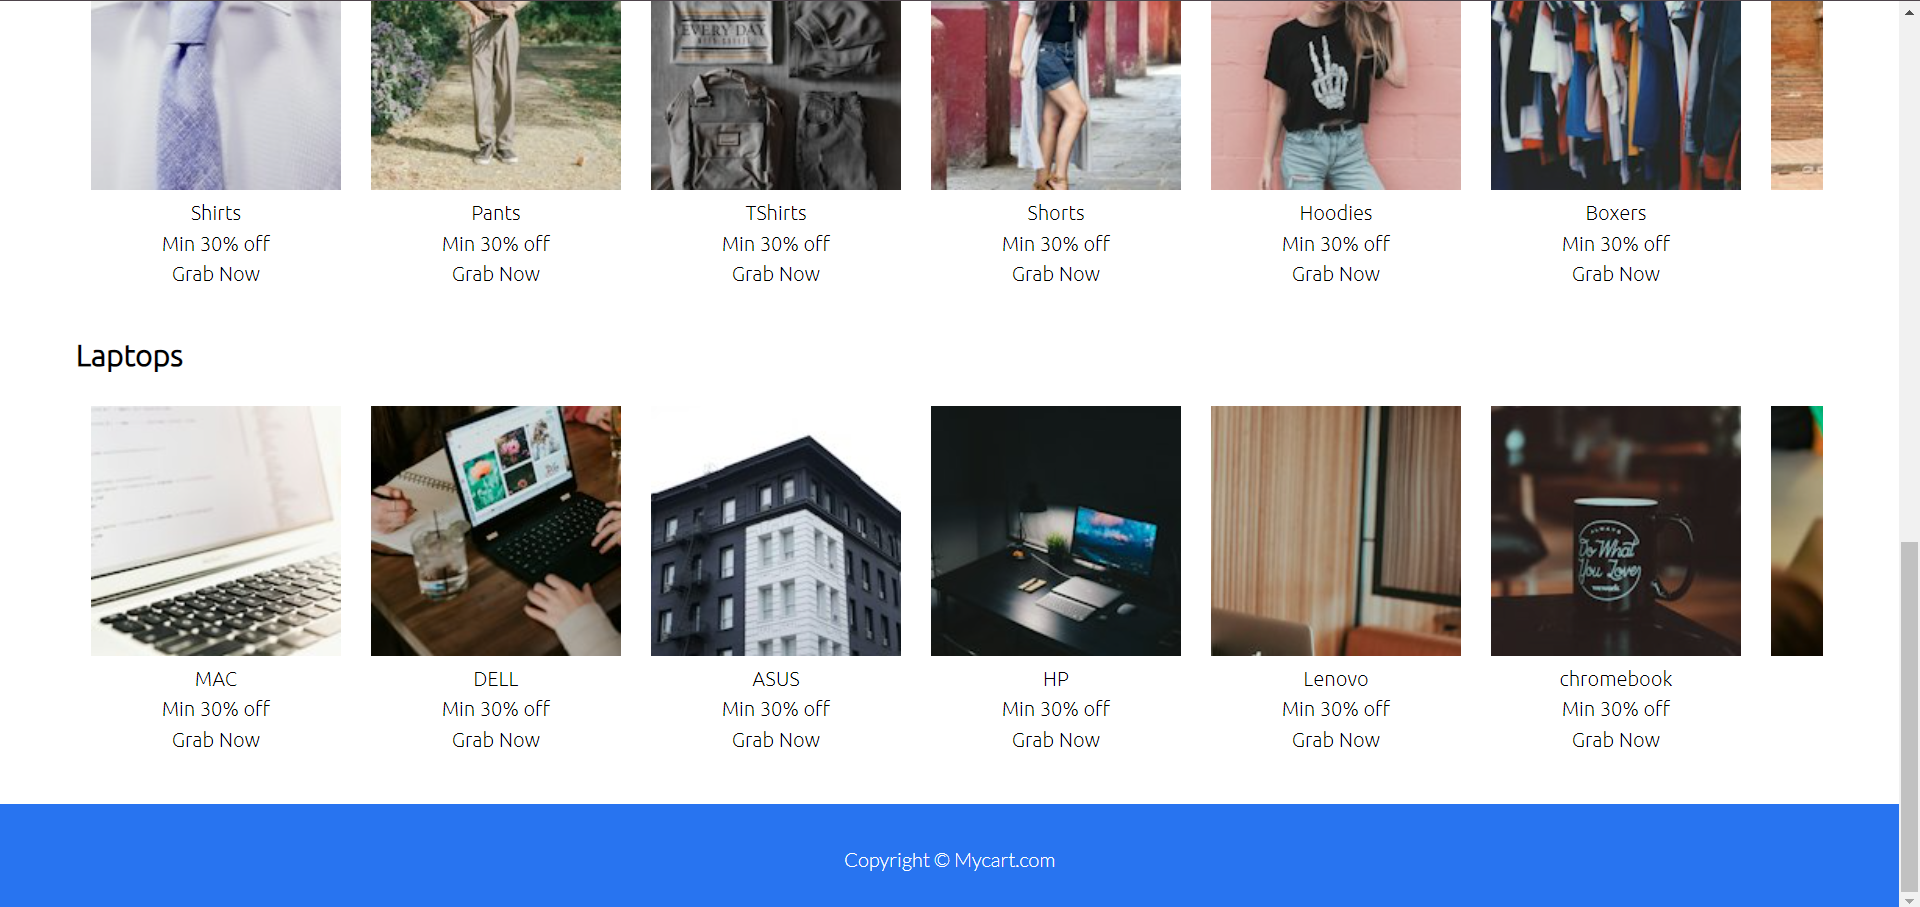 EVERY DAY
Shirts
Min 30% off
Grab Now
Pants
Min 30% off
Grab Now
TShirts
Min 30% off
Grab Now
Shorts
Min 30% off
Grab Now
Hoodies
Min 30% off
Grab Now
Boxers
Min 30% off
Grab Now
Laptops
ALWAYS
Do What
You Love
wework
MAC
Min 30% off
Grab Now
DELL
Min 30% off
Grab Now
ASUS
Min 30% off
Grab Now
HP
Min 30% off
Grab Now
Lenovo
Min 30% off
Grab Now
chromebook
Min 30% off
Grab Now
Copyright © Mycart.com